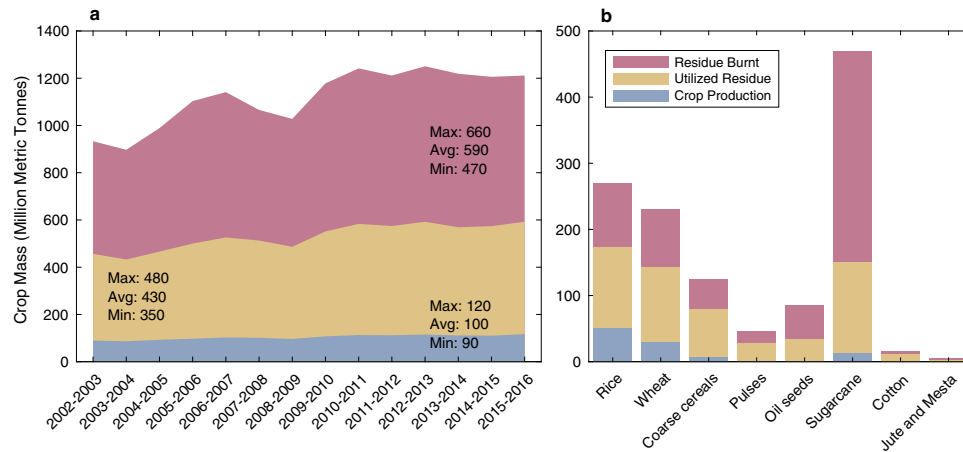 a
Crop Mass (Million Metric Tonnes)
1400
1200
1000
800
600
400
200
0
Max: 660
Avg: 590
Min: 470
Max: 480
Avg: 430
Min: 350
Max: 120
Avg: 100
Min: 90
2002-2003
2003-2004
2004-2005
2005-2006
2006-2007
2007-2008
2008-2009
2009-2010
2010-2011
2011-2012
2012-2013
2013-2014
2014-2015
2015-2016
b
500
400
300
200
100
0
Residue Burnt
Utilized Residue
Crop Production
Rice
Wheat
Coarse cereals
Pulses
Oil seeds
Sugarcane
Cotton
Jute and Mesta